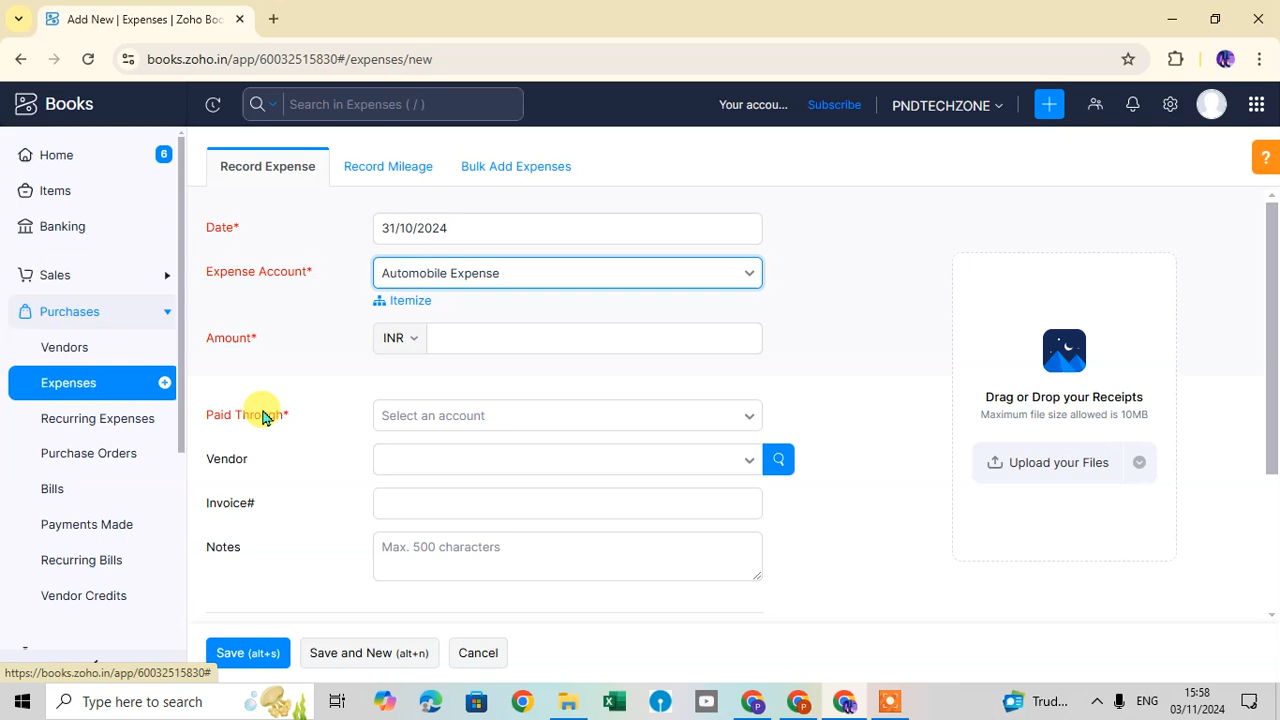 Add New | Expenses | Zoho Boo
books.zoho.in/app/60032515830#/expenses/new
Books
Search in Expenses ( / )
Your accou...
Subscribe
PNDTECHZONE
Home
6
Items
Banking
Sales
Purchases
Vendors
Expenses
Recurring Expenses
Purchase Orders
Bills
Payments Made
Recurring Bills
Vendor Credits
Record Expense
Record Mileage
Bulk Add Expenses
Date*
31/10/2024
Expense Account*
Automobile Expense
Itemize
Amount*
INR
Paid Through*
Select an account
Vendor
Invoice#
Notes
Max. 500 characters
Drag or Drop your Receipts
Maximum file size allowed is 10MB
Upload your Files
?
Save (alt+s)
Save and New (alt+n)
Cancel
https://books.zoho.in/app/60032515830#
Type here to search
Trud...
ENG
15:58
03/11/2024